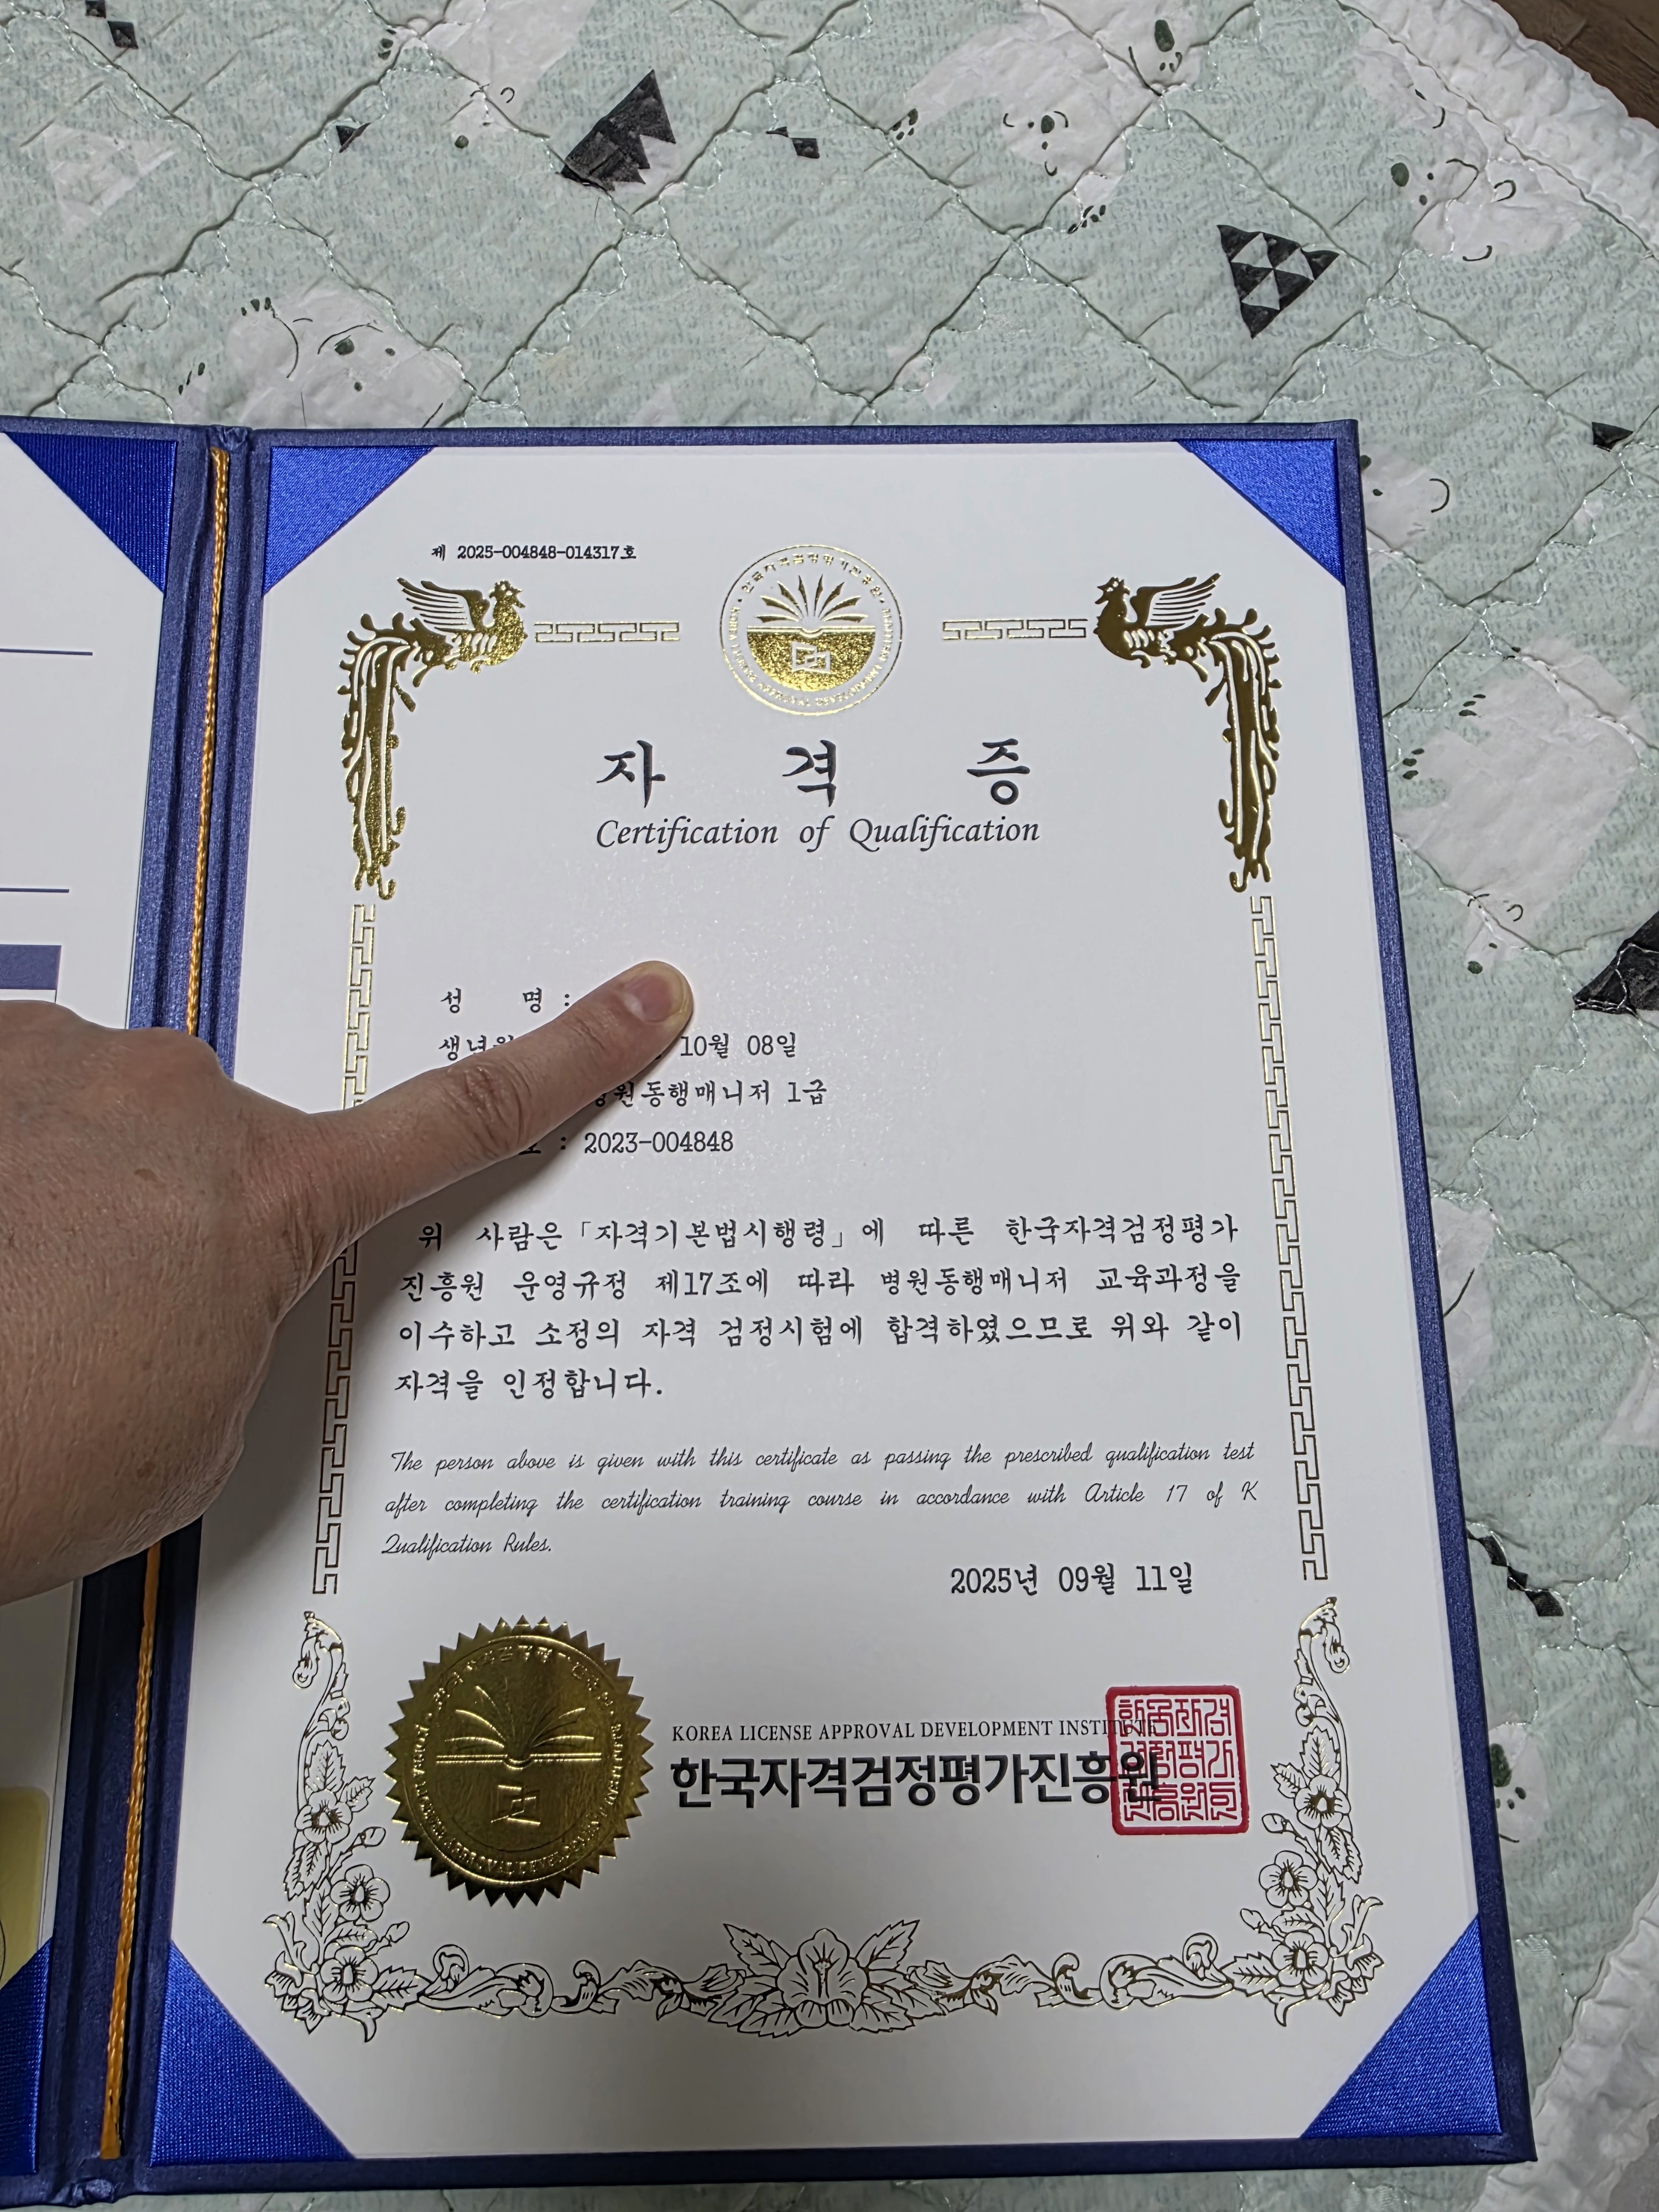 제 2025-004848-014317호
자 격 증
Certification of Qualification
성 명 :
10월 08일
병원동행매니저 1급
: 2023-004848
위 사람은「자격기본법시행령」에 따른 한국자격검정평가
진흥원 운영규정 제17조에 따라 병원동행매니저 교육과정을
이수하고 소정의 자격 검정시험에 합격하였으므로 위와 같이
자격을 인정합니다.
The person above is given with this certificate as passing the prescribed qualification test
after completing the certification training course in accordance with Article 17 of K
Qualification Rules.
2025년 09월 11일
KOREA LICENSE APPROVAL DEVELOPMENT INSTITUTE
한국자격검정평가진흥원